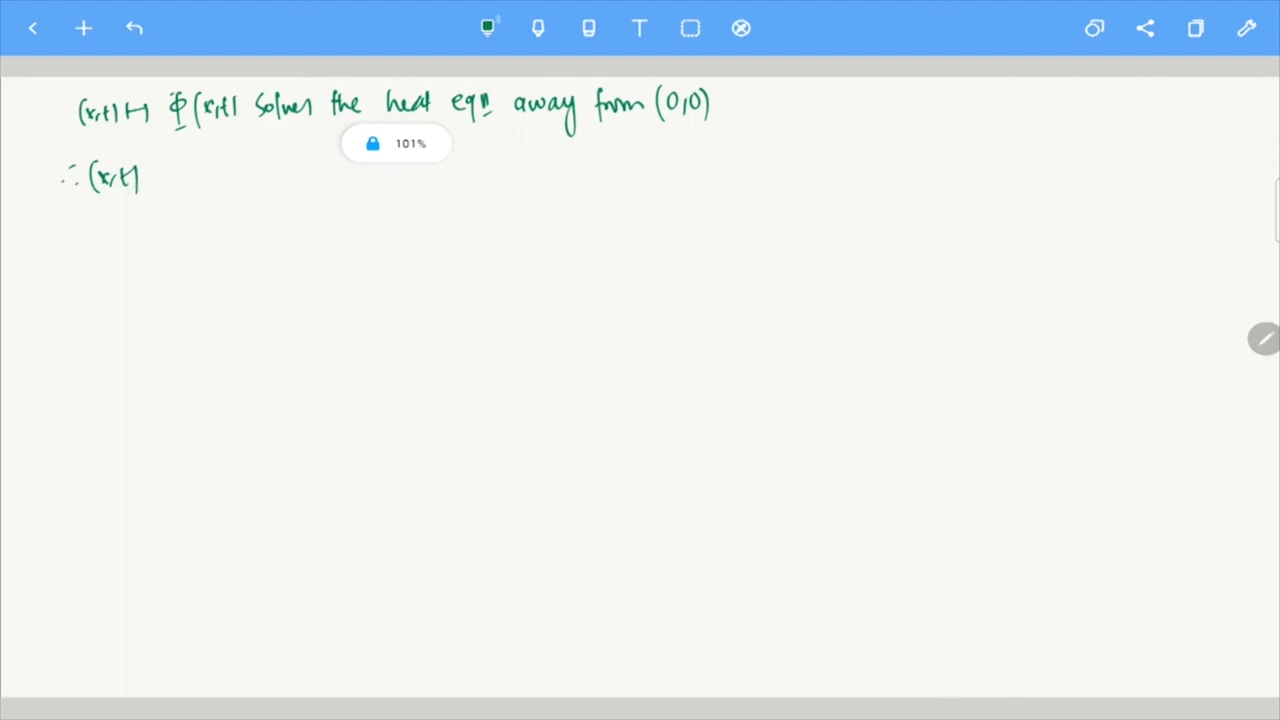 (x,t) ↦ Φ(x,t) solves the heat eqn away from (0,0)
101%
∴ (x,t)